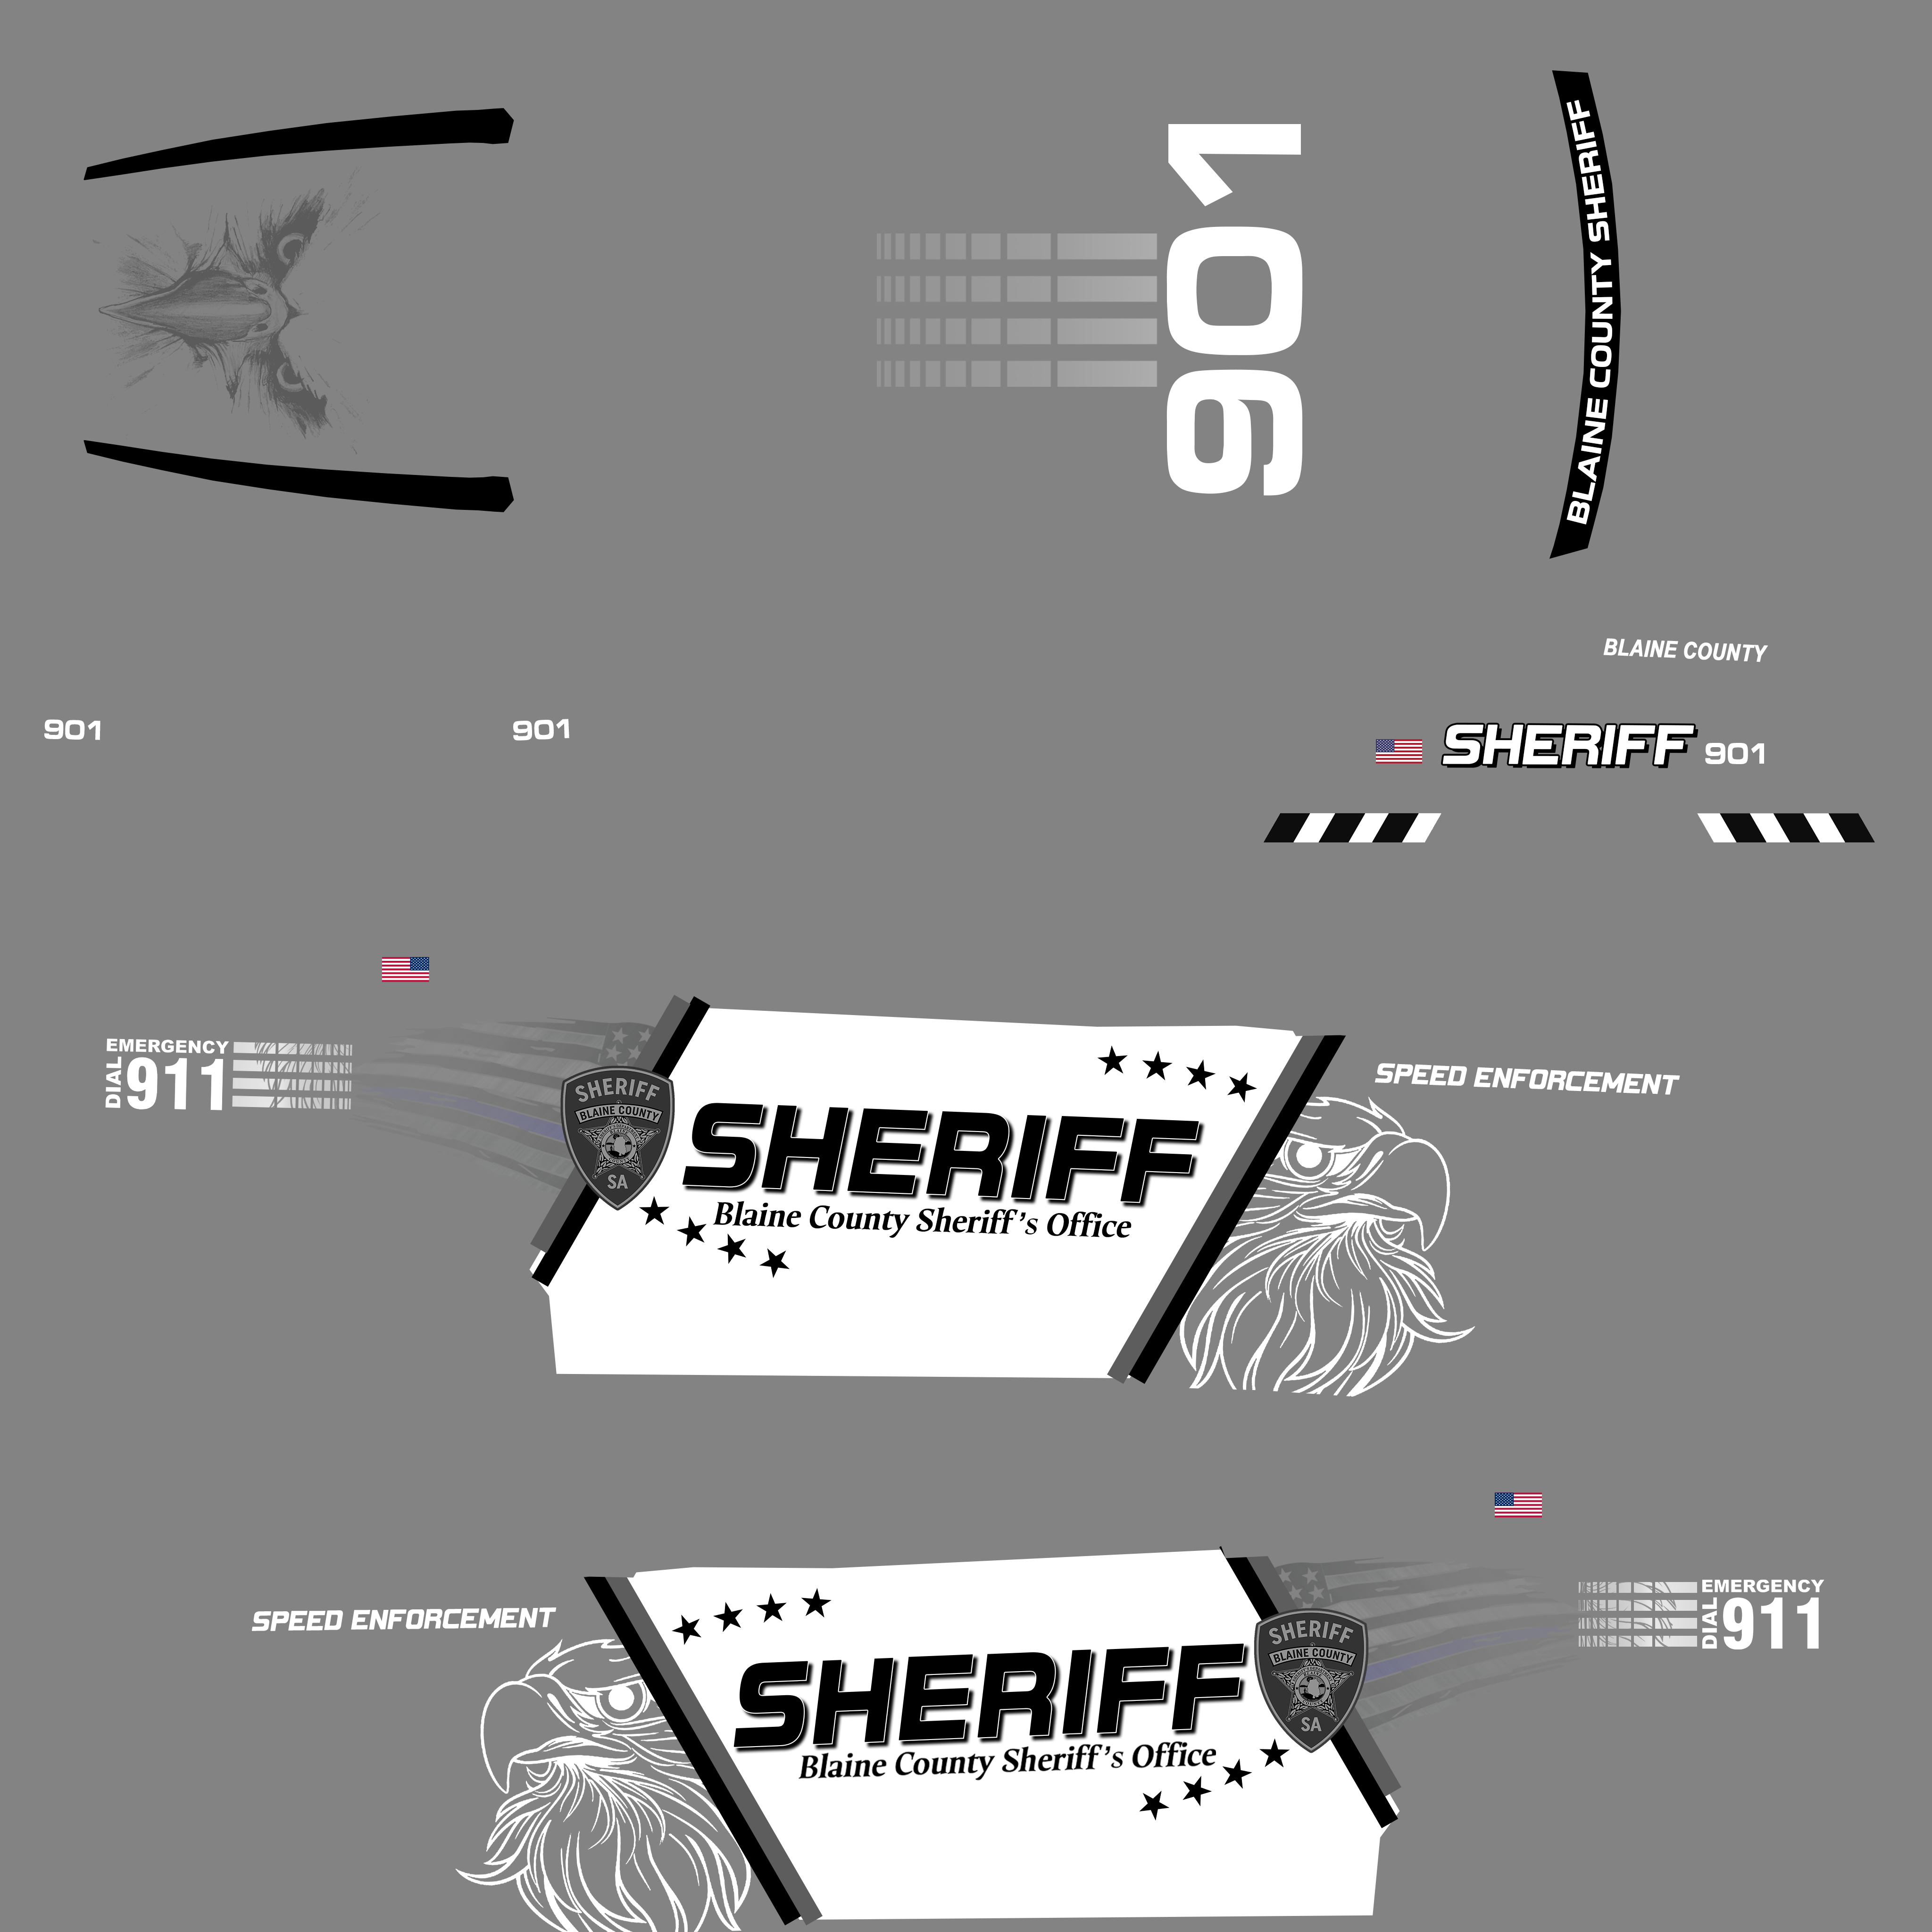 901
BLAINE COUNTY SHERIFF
BLAINE COUNTY
901
901
SHERIFF
901
EMERGENCY
DIAL
911
SHERIFF
BLAINE COUNTY
SA
SHERIFF
Blaine County Sheriff's Office
SPEED ENFORCEMENT
SPEED ENFORCEMENT
SHERIFF
Blaine County Sheriff's Office
SHERIFF
BLAINE COUNTY
SA
EMERGENCY
DIAL
911